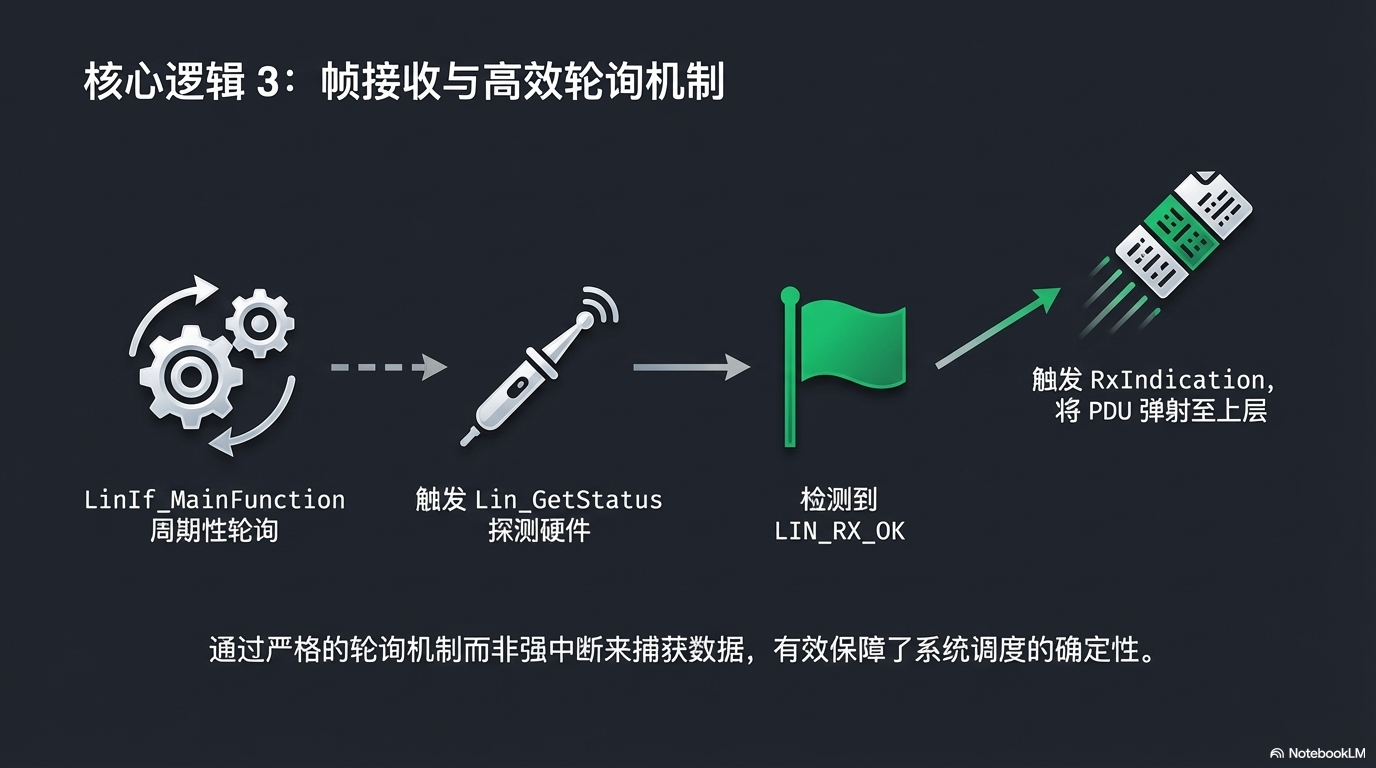 核心逻辑 3：帧接收与高效轮询机制
LinIf_MainFunction
周期性轮询
触发 Lin_GetStatus
探测硬件
检测到
LIN_RX_OK
触发 RxIndication,
将 PDU 弹射至上层
通过严格的轮询机制而非强中断来捕获数据，有效保障了系统调度的确定性。
NotebookLM